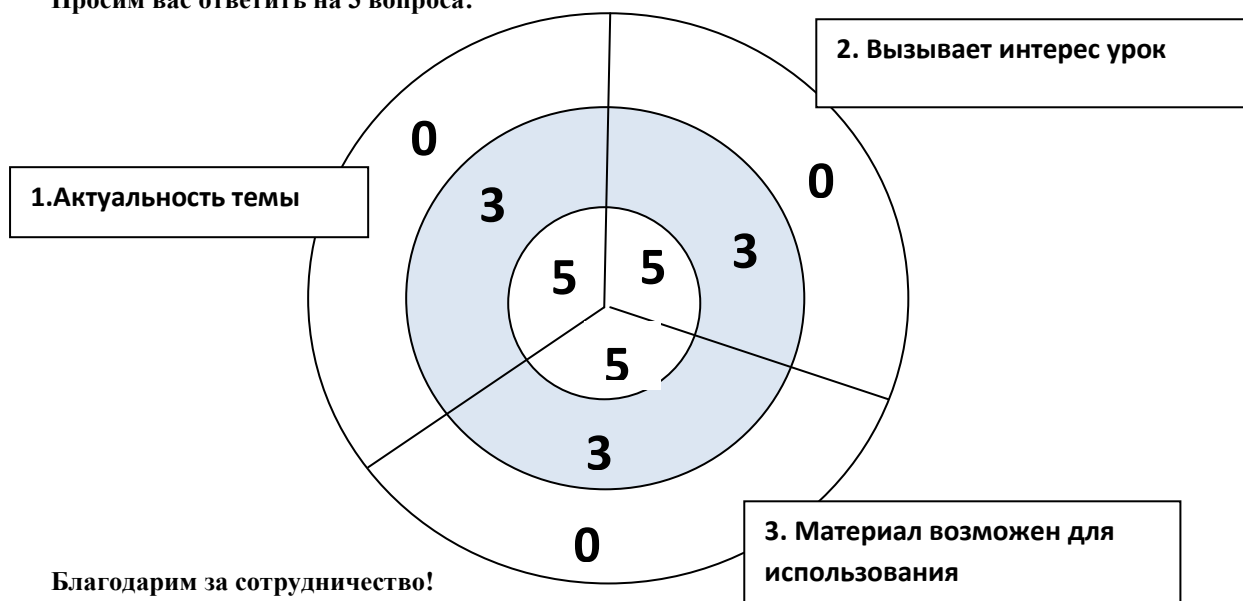 Просим вас ответить на 3 вопроса:
2. Вызывает интерес урок
0
1.Актуальность темы
0
3
3
5
5
5
3
0
3. Материал возможен для
использования
Благодарим за сотрудничество!